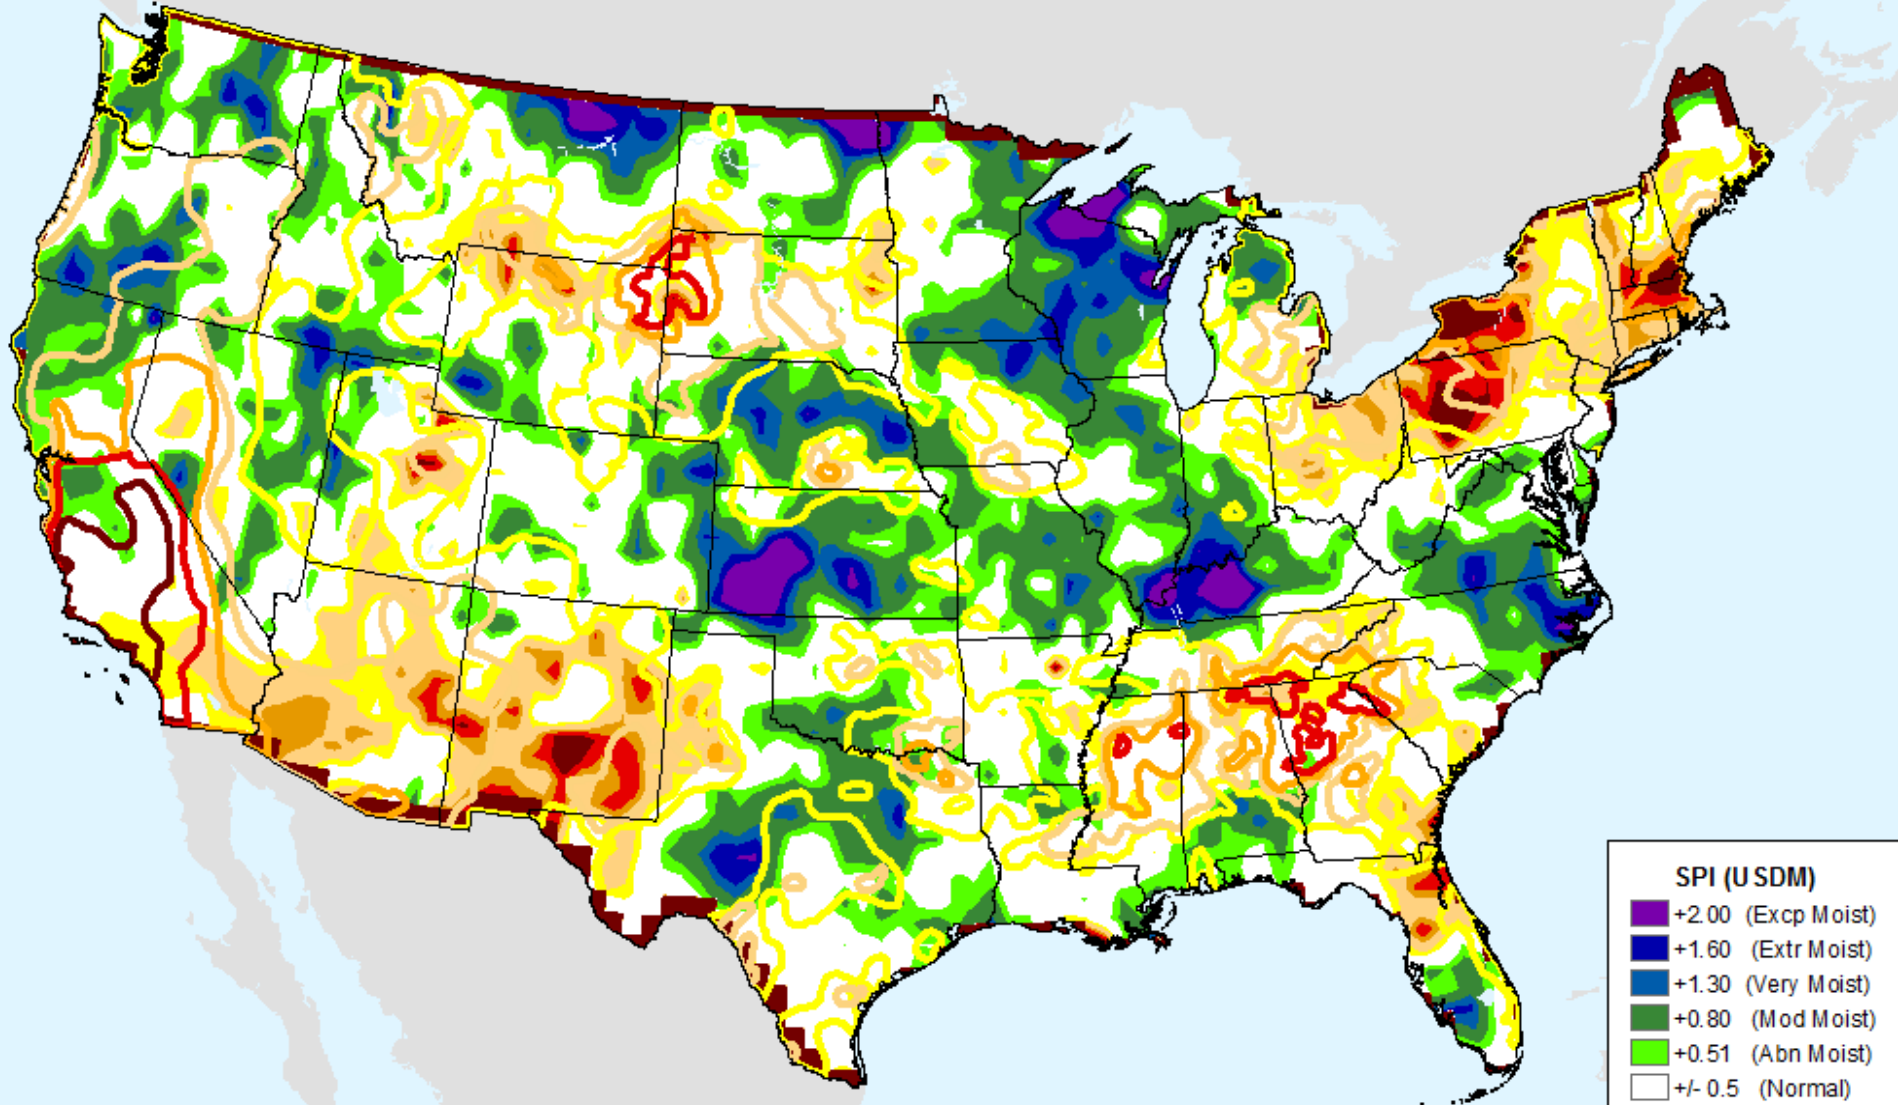 SPI (USDM)
+2.00 (Excp Moist)
+1.60 (Extr Moist)
+1.30 (Very Moist)
+0.80 (Mod Moist)
+0.51 (Abn Moist)
+/- 0.5 (Normal)